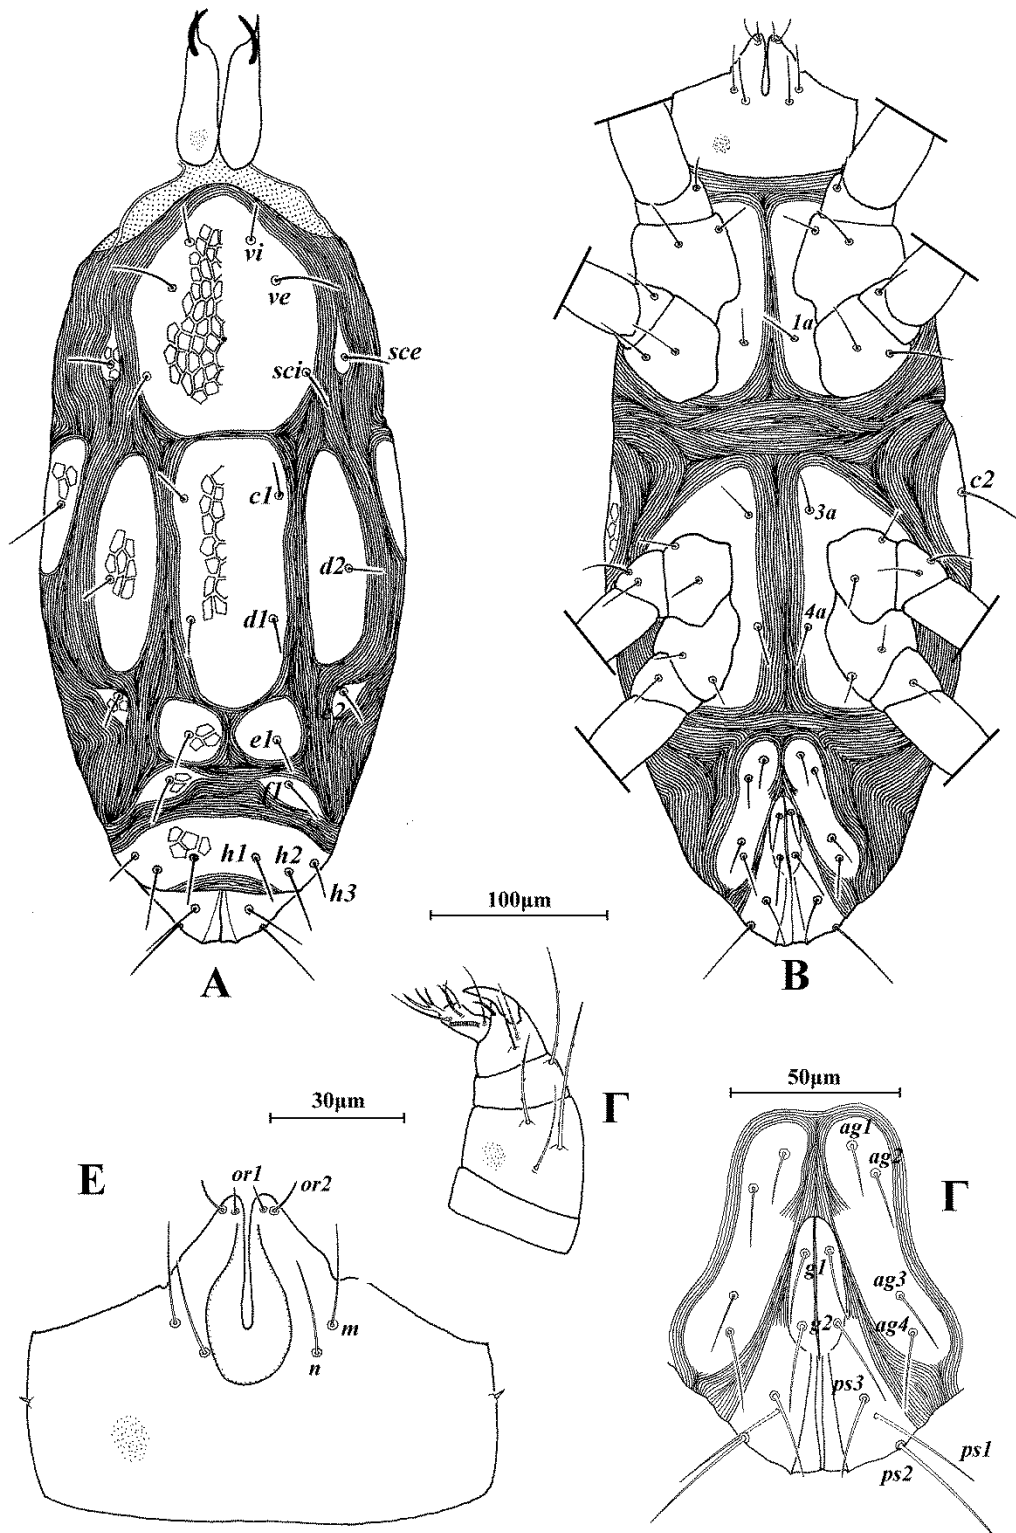 vi
ve
sce
sci
c1
d2
d1
e2
e1
f1
h1
h2
h3
A
1a
c2
3a
4a
B
100μm
Γ
30μm
E
or1
or2
m
n
50μm
ag1
ag2
Γ
g1
ag3
g2
ag4
ps3
ps1
ps2